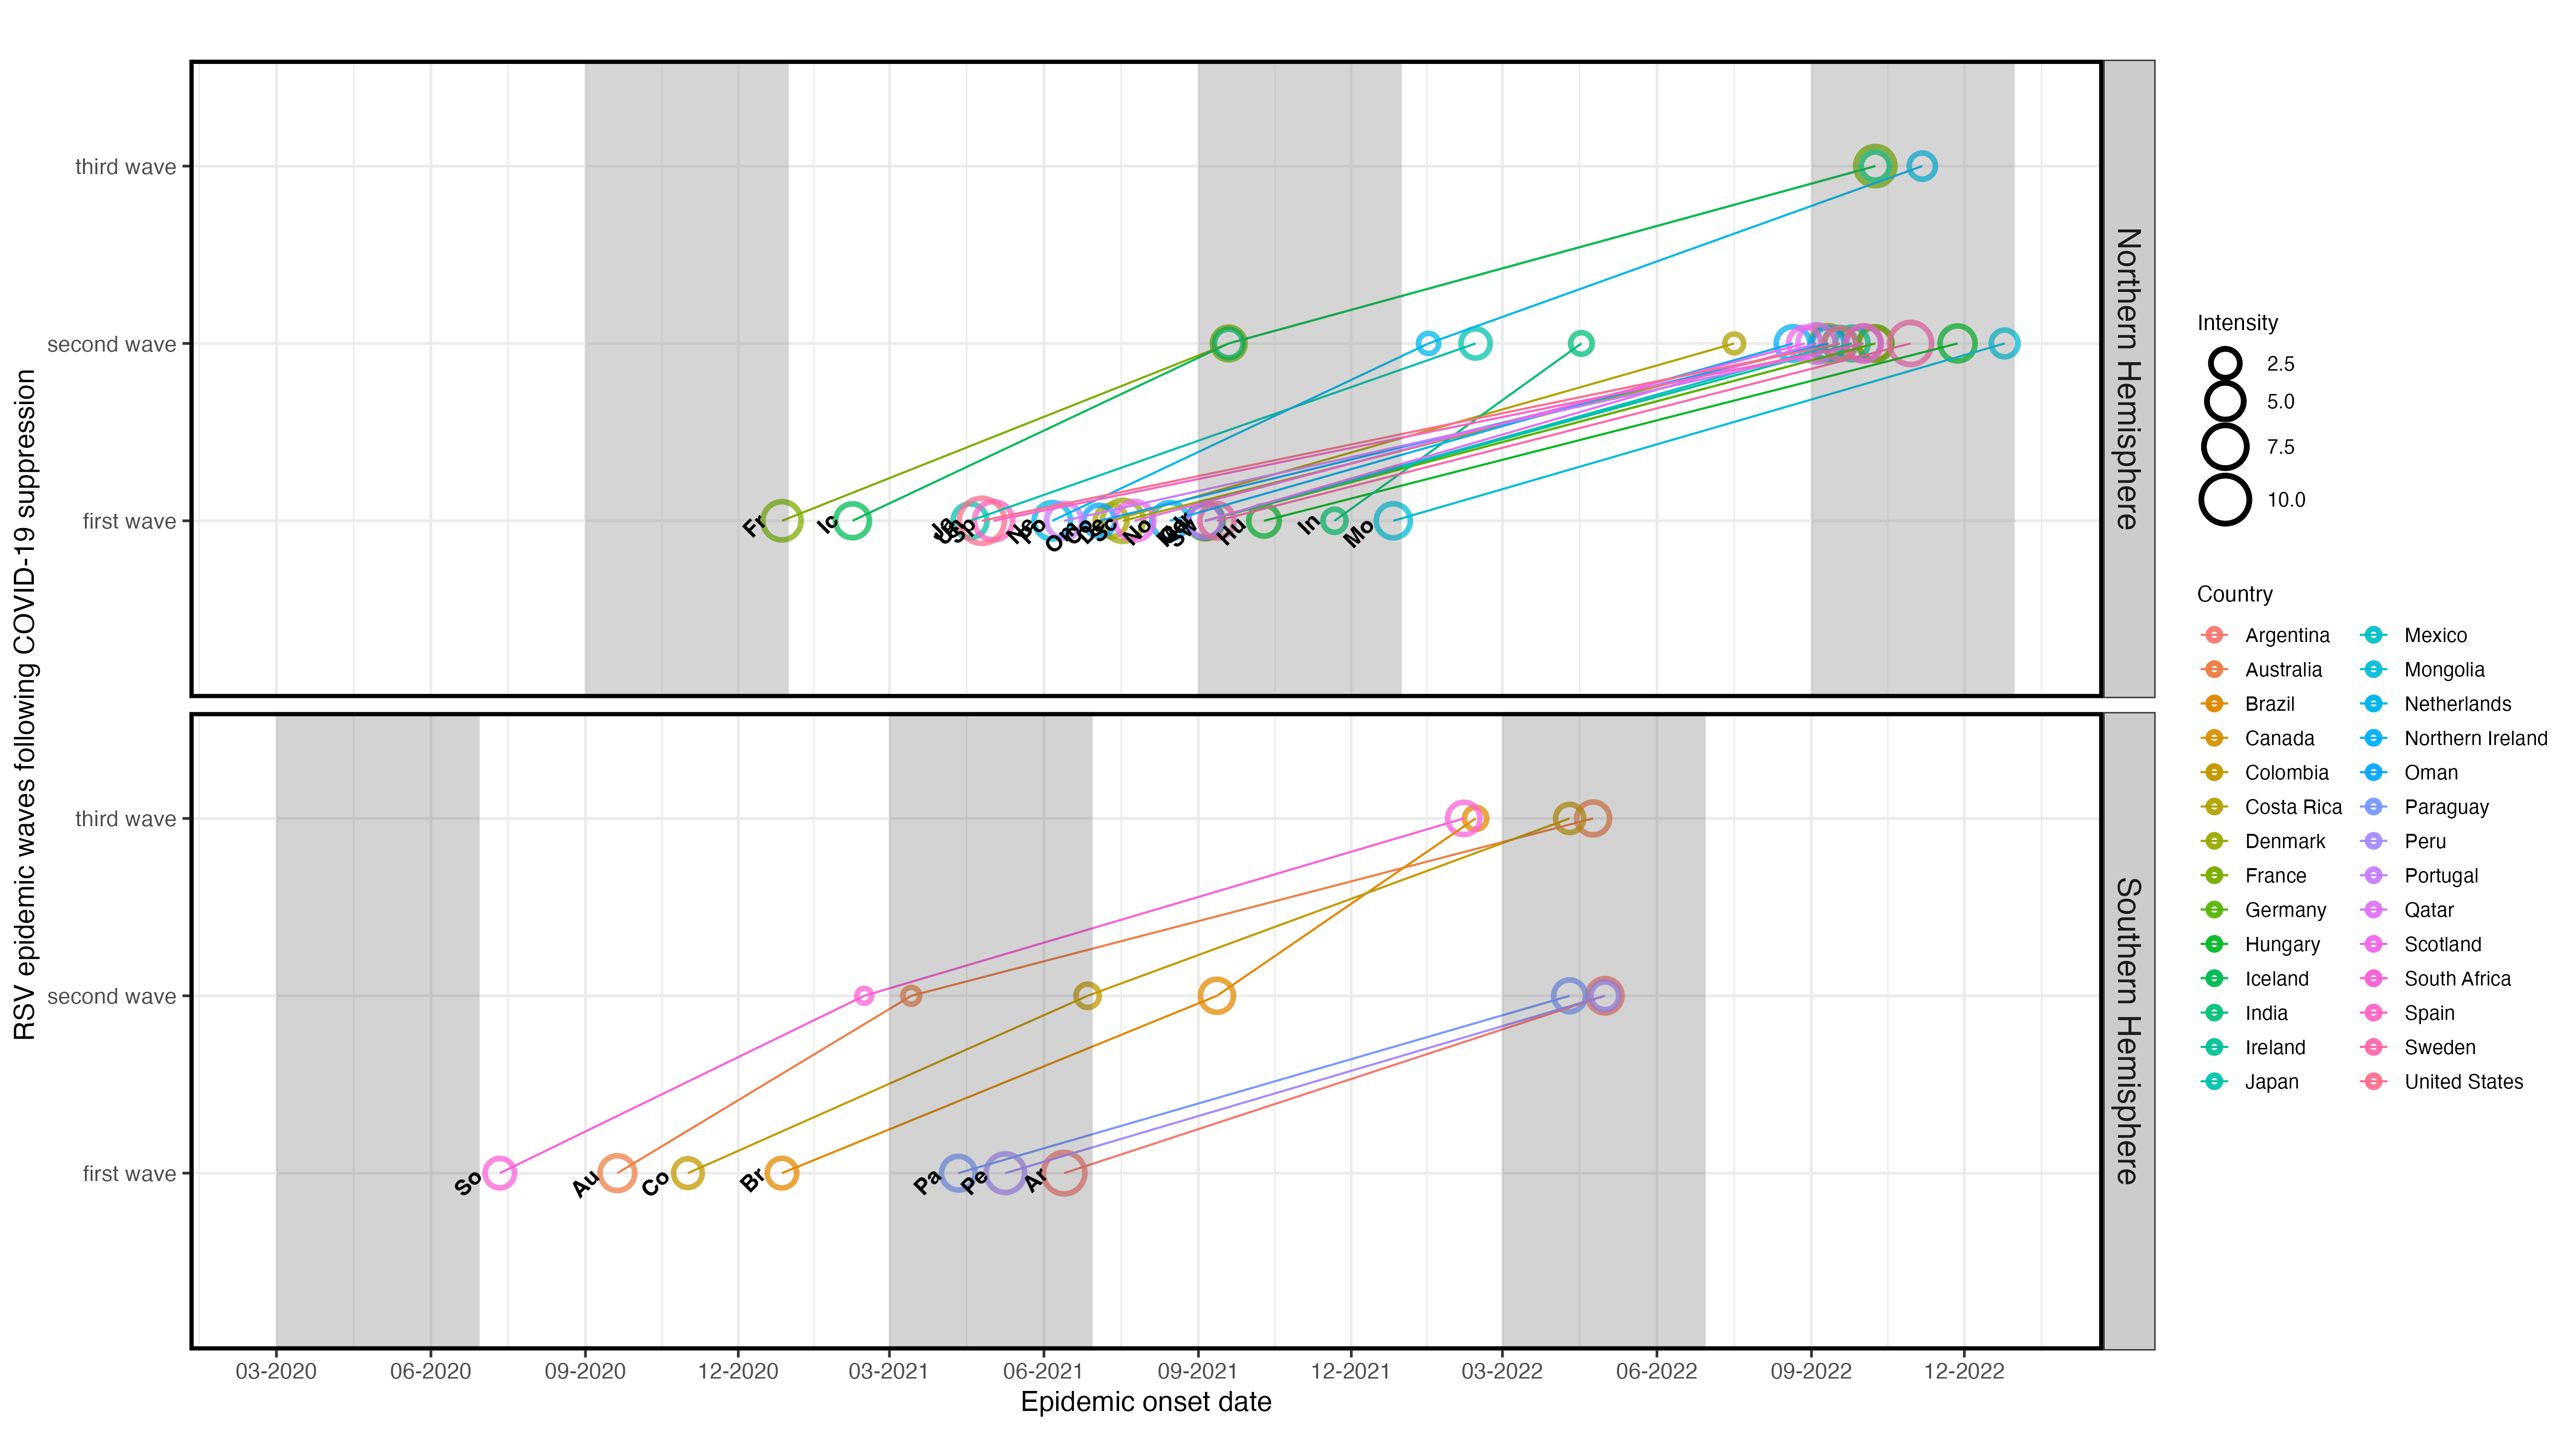 RSV epidemic waves following COVID-19 suppression
third wave
second wave
first wave
Fr
Ic
Sp
No
Hu
In
Mo
Northern Hemisphere
third wave
second wave
first wave
So
Au
Co
Br
Pa
Pe
Ar
Southern Hemisphere
03-2020
06-2020
09-2020
12-2020
03-2021
06-2021
09-2021
12-2021
03-2022
06-2022
09-2022
12-2022
Epidemic onset date
Intensity
2.5
5.0
7.5
10.0
Country
Argentina
Australia
Brazil
Canada
Colombia
Costa Rica
Denmark
France
Germany
Hungary
Iceland
India
Ireland
Japan
Mexico
Mongolia
Netherlands
Northern Ireland
Oman
Paraguay
Peru
Portugal
Qatar
Scotland
South Africa
Spain
Sweden
United States